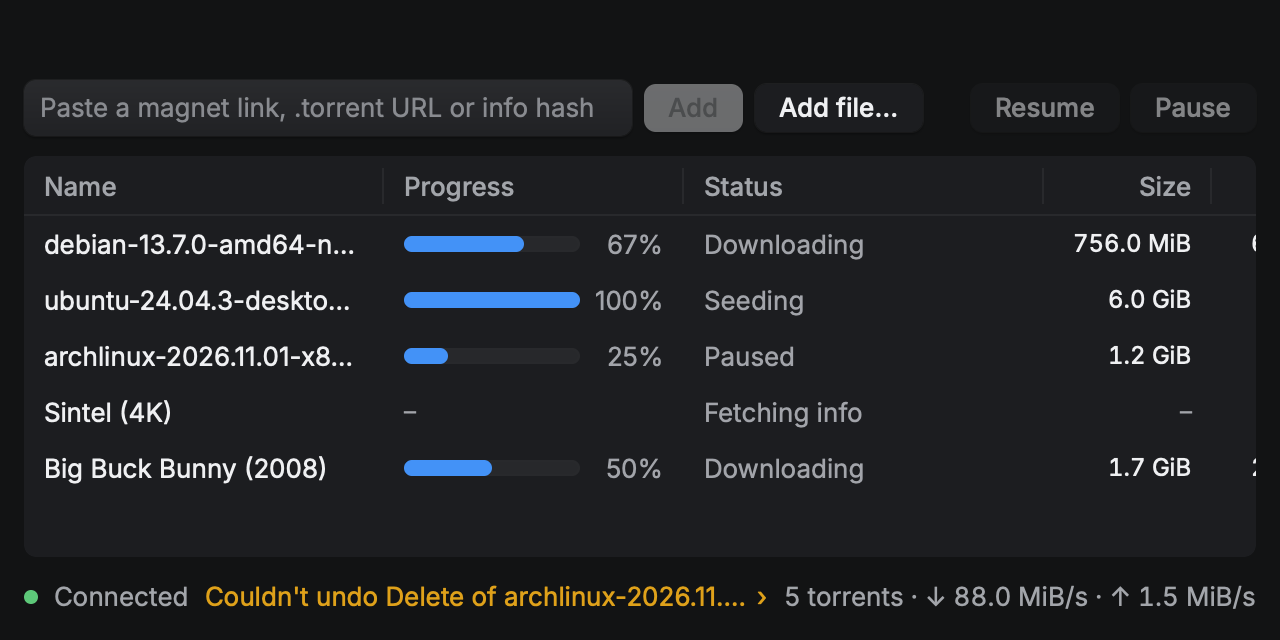 Paste a magnet link, .torrent URL or info hash Add Add file... Resume Pause
Name Progress Status Size
debian-13.7.0-amd64-n... 67% Downloading 756.0 MiB
ubuntu-24.04.3-deskto... 100% Seeding 6.0 GiB
archlinux-2026.11.01-x8... 25% Paused 1.2 GiB
Sintel (4K) – Fetching info –
Big Buck Bunny (2008) 50% Downloading 1.7 GiB
Connected Couldn't undo Delete of archlinux-2026.11.... › 5 torrents · ↓ 88.0 MiB/s · ↑ 1.5 MiB/s